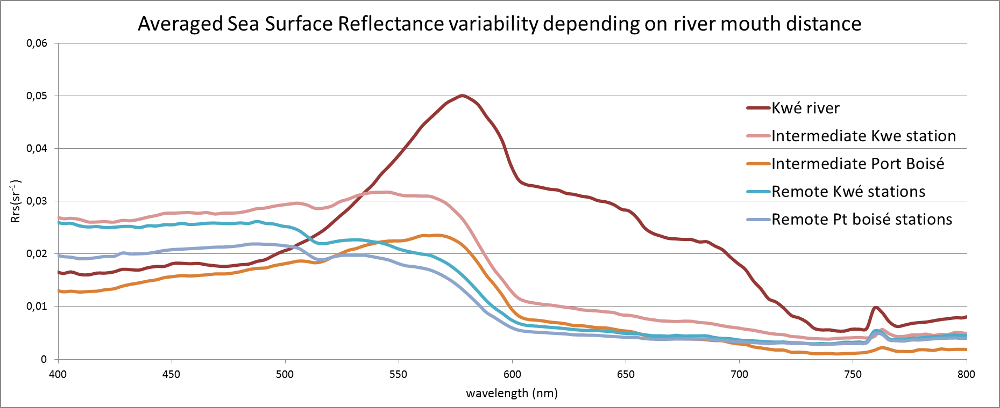 Averaged Sea Surface Reflectance variability depending on river mouth distance
0,06
0,05
0,04
0,03
0,02
0,01
0
Rrs(sr-1)
Kwé river
Intermediate Kwe station
Intermediate Port Boisé
Remote Kwé stations
Remote Pt boisé stations
400 450 500 550 600 650 700 750 800
wavelength (nm)